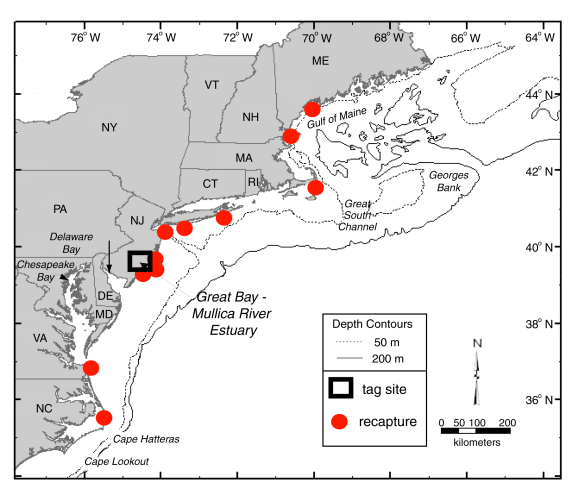 76° W
74° W
72° W
70° W
68° W
66° W
ME
44° N
VT
NH
Gulf of Maine
NY
MA
42° N
CT
RI
Georges
Bank
PA
NJ
Great
South
Channel
Delaware
Bay
40° N
Chesapeake
Bay
DE
MD
Great Bay -
Mullica River
Estuary
38° N
VA
Depth Contours
50 m
200 m
N
tag site
NC
36° N
recapture
0 50 100 200
kilometers
Cape Hatteras
Cape Lookout